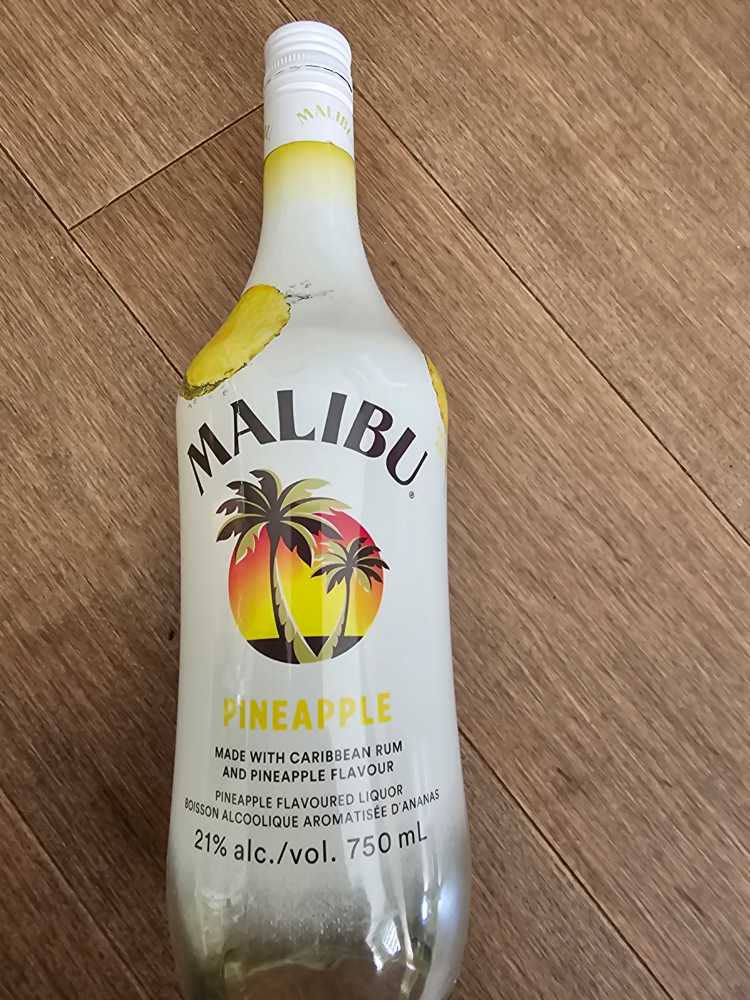 MALIBU
MALIBU®
PINEAPPLE
MADE WITH CARIBBEAN RUM
AND PINEAPPLE FLAVOUR
PINEAPPLE FLAVOURED LIQUOR
BOISSON ALCOOLIQUE AROMATISÉE D'ANANAS
21% alc./vol. 750 mL